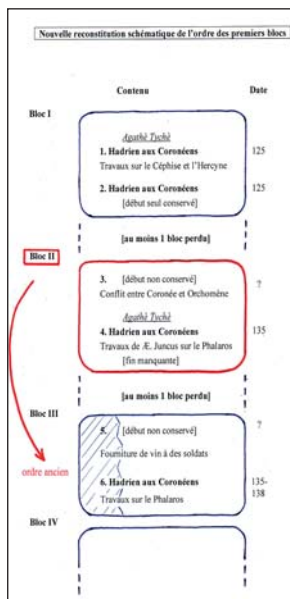 Nouvelle reconstitution schématique de l'ordre des premiers blocs
Contenu Date
Bloc I
Agathè Tychè
1. Hadrien aux Coronéens 125
Travaux sur le Céphise et l'Hercyne
2. Hadrien aux Coronéens 125
[début seul conservé]
[au moins 1 bloc perdu]
Bloc II
3. [début non conservé] ?
Conflit entre Coronée et Orchomène
Agathè Tychè
4. Hadrien aux Coronéens 135
Travaux de Æ. Juncus sur le Phalaros
[fin manquante]
[au moins 1 bloc perdu]
Bloc III
5. [début non conservé] ?
Fourniture de vin à des soldats
ordre ancien
6. Hadrien aux Coronéens 135-
Travaux sur le Phalaros 138
Bloc IV